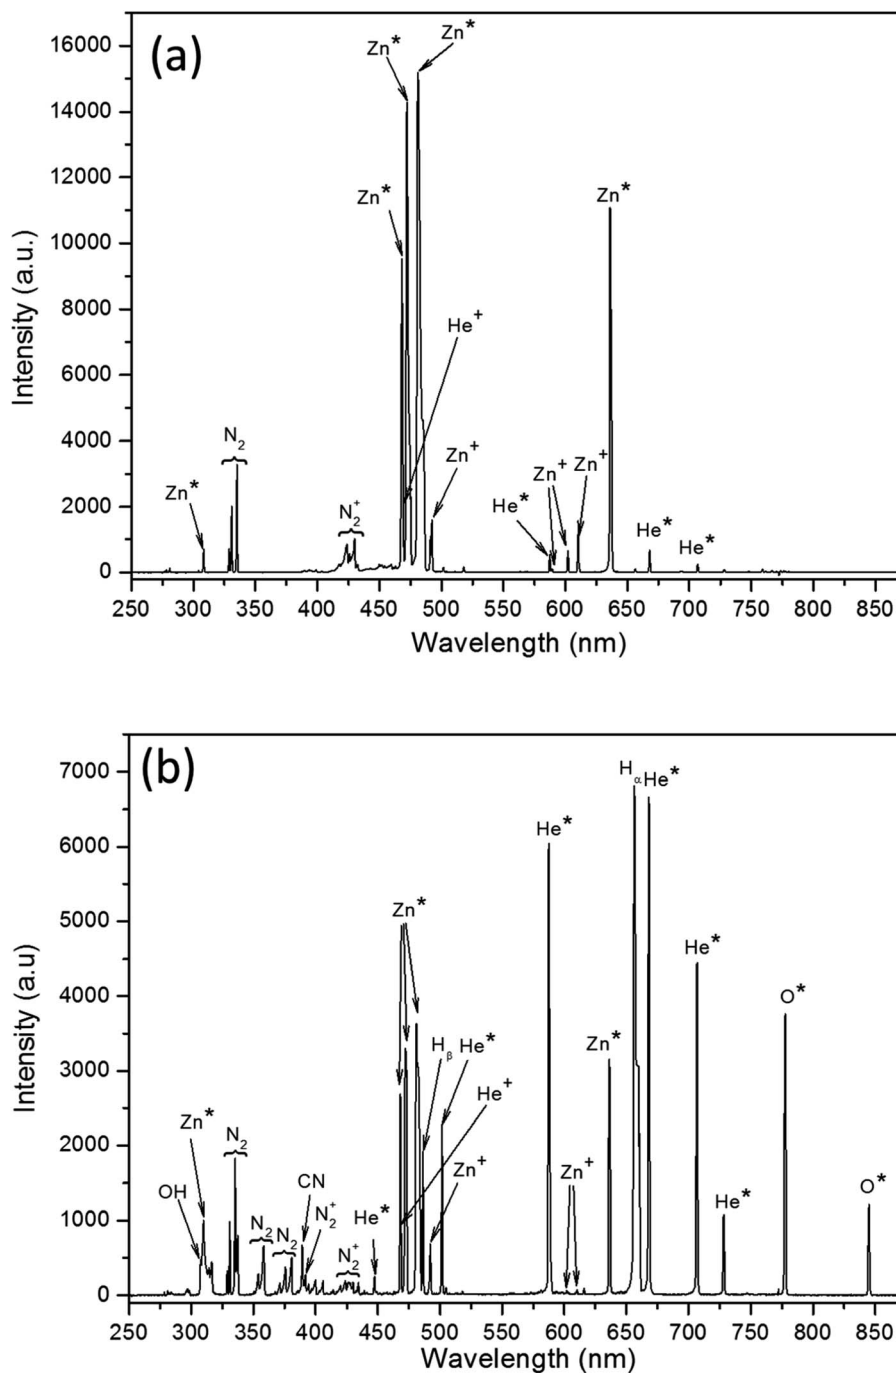 (a)
Zn* Zn*
Zn* Zn*
He⁺
N₂ Zn⁺
Zn* N₂⁺ He* Zn⁺ Zn⁺ He* He*
16000
14000
12000
10000
8000
6000
4000
2000
0
Intensity (a.u.)
250 300 350 400 450 500 550 600 650 700 750 800 850
Wavelength (nm)
(b)
Hα He*
He*
Zn* He*
O*
Hβ He* Zn*
He⁺
Zn* N₂ Zn⁺
OH CN Zn⁺
N₂ N₂ N₂⁺ He* He* O*
N₂⁺
7000
6000
5000
4000
3000
2000
1000
0
Intensity (a.u)
250 300 350 400 450 500 550 600 650 700 750 800 850
Wavelength (nm)